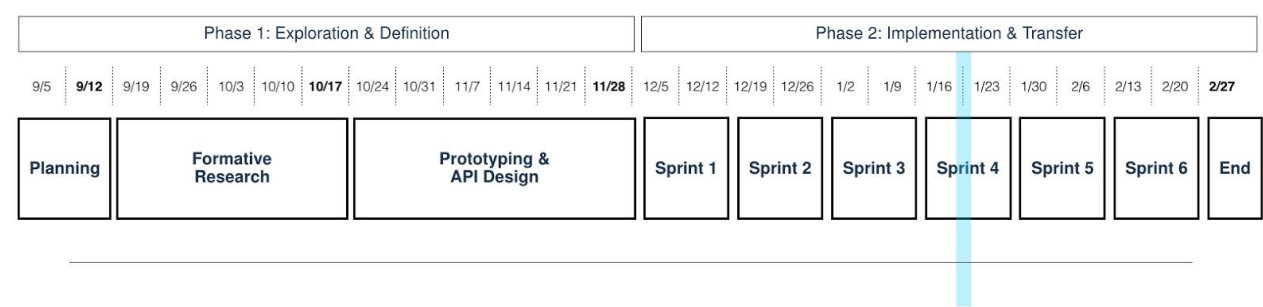 Phase 1: Exploration & Definition
Phase 2: Implementation & Transfer
9/5 9/12 9/19 9/26 10/3 10/10 10/17 10/24 10/31 11/7 11/14 11/21 11/28 12/5 12/12 12/19 12/26 1/2 1/9 1/16 1/23 1/30 2/6 2/13 2/20 2/27
Planning
Formative
Research
Prototyping &
API Design
Sprint 1
Sprint 2
Sprint 3
Sprint 4
Sprint 5
Sprint 6
End